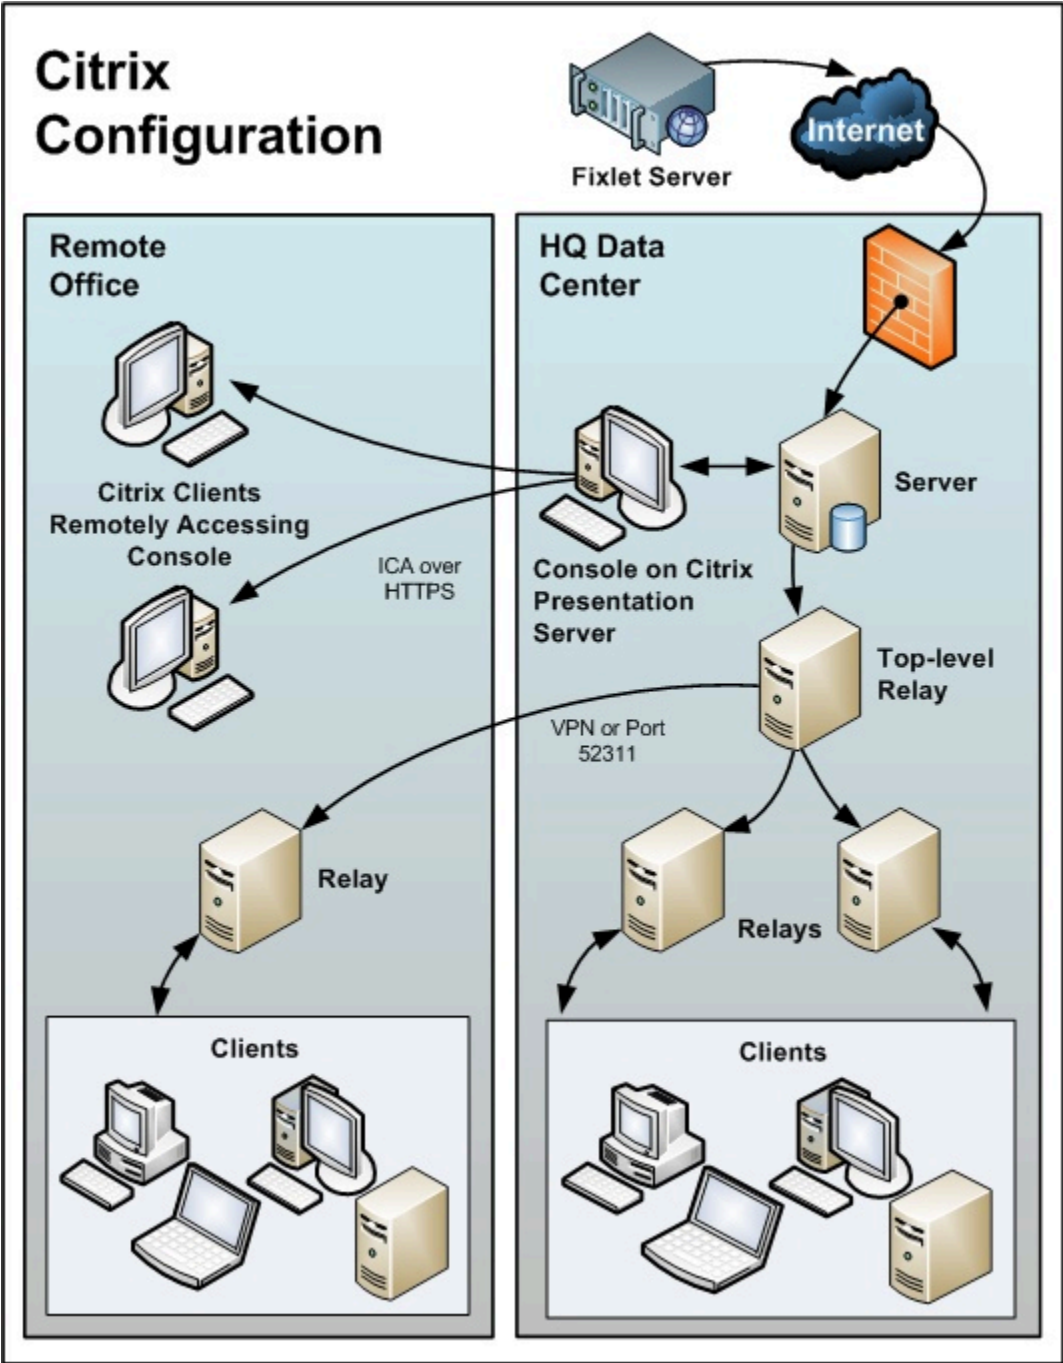 Citrix
Configuration
Internet
Fixlet Server
Remote
Office
HQ Data
Center
Citrix Clients
Remotely Accessing
Console
ICA over
HTTPS
Server
Console on Citrix
Presentation
Server
Top-level
Relay
VPN or Port
52311
Relay
Relays
Clients
Clients